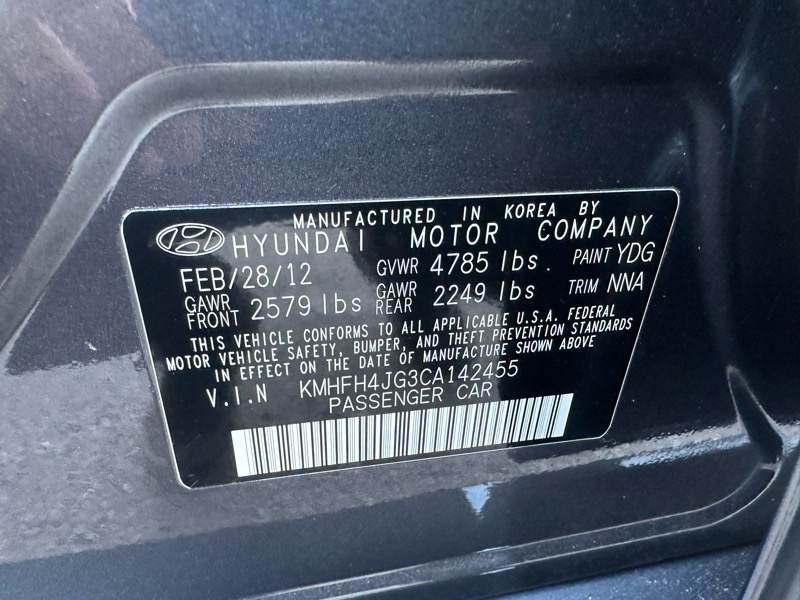 MANUFACTURED IN KOREA BY
HYUNDAI MOTOR COMPANY
FEB/28/12 GVWR 4785 lbs. PAINT YDG
GAWR FRONT 2579 lbs GAWR REAR 2249 lbs TRIM NNA
THIS VEHICLE CONFORMS TO ALL APPLICABLE U.S.A. FEDERAL
MOTOR VEHICLE SAFETY, BUMPER, AND THEFT PREVENTION STANDARDS
IN EFFECT ON THE DATE OF MANUFACTURE SHOWN ABOVE
V.I.N KMHFH4JG3CA142455
PASSENGER CAR